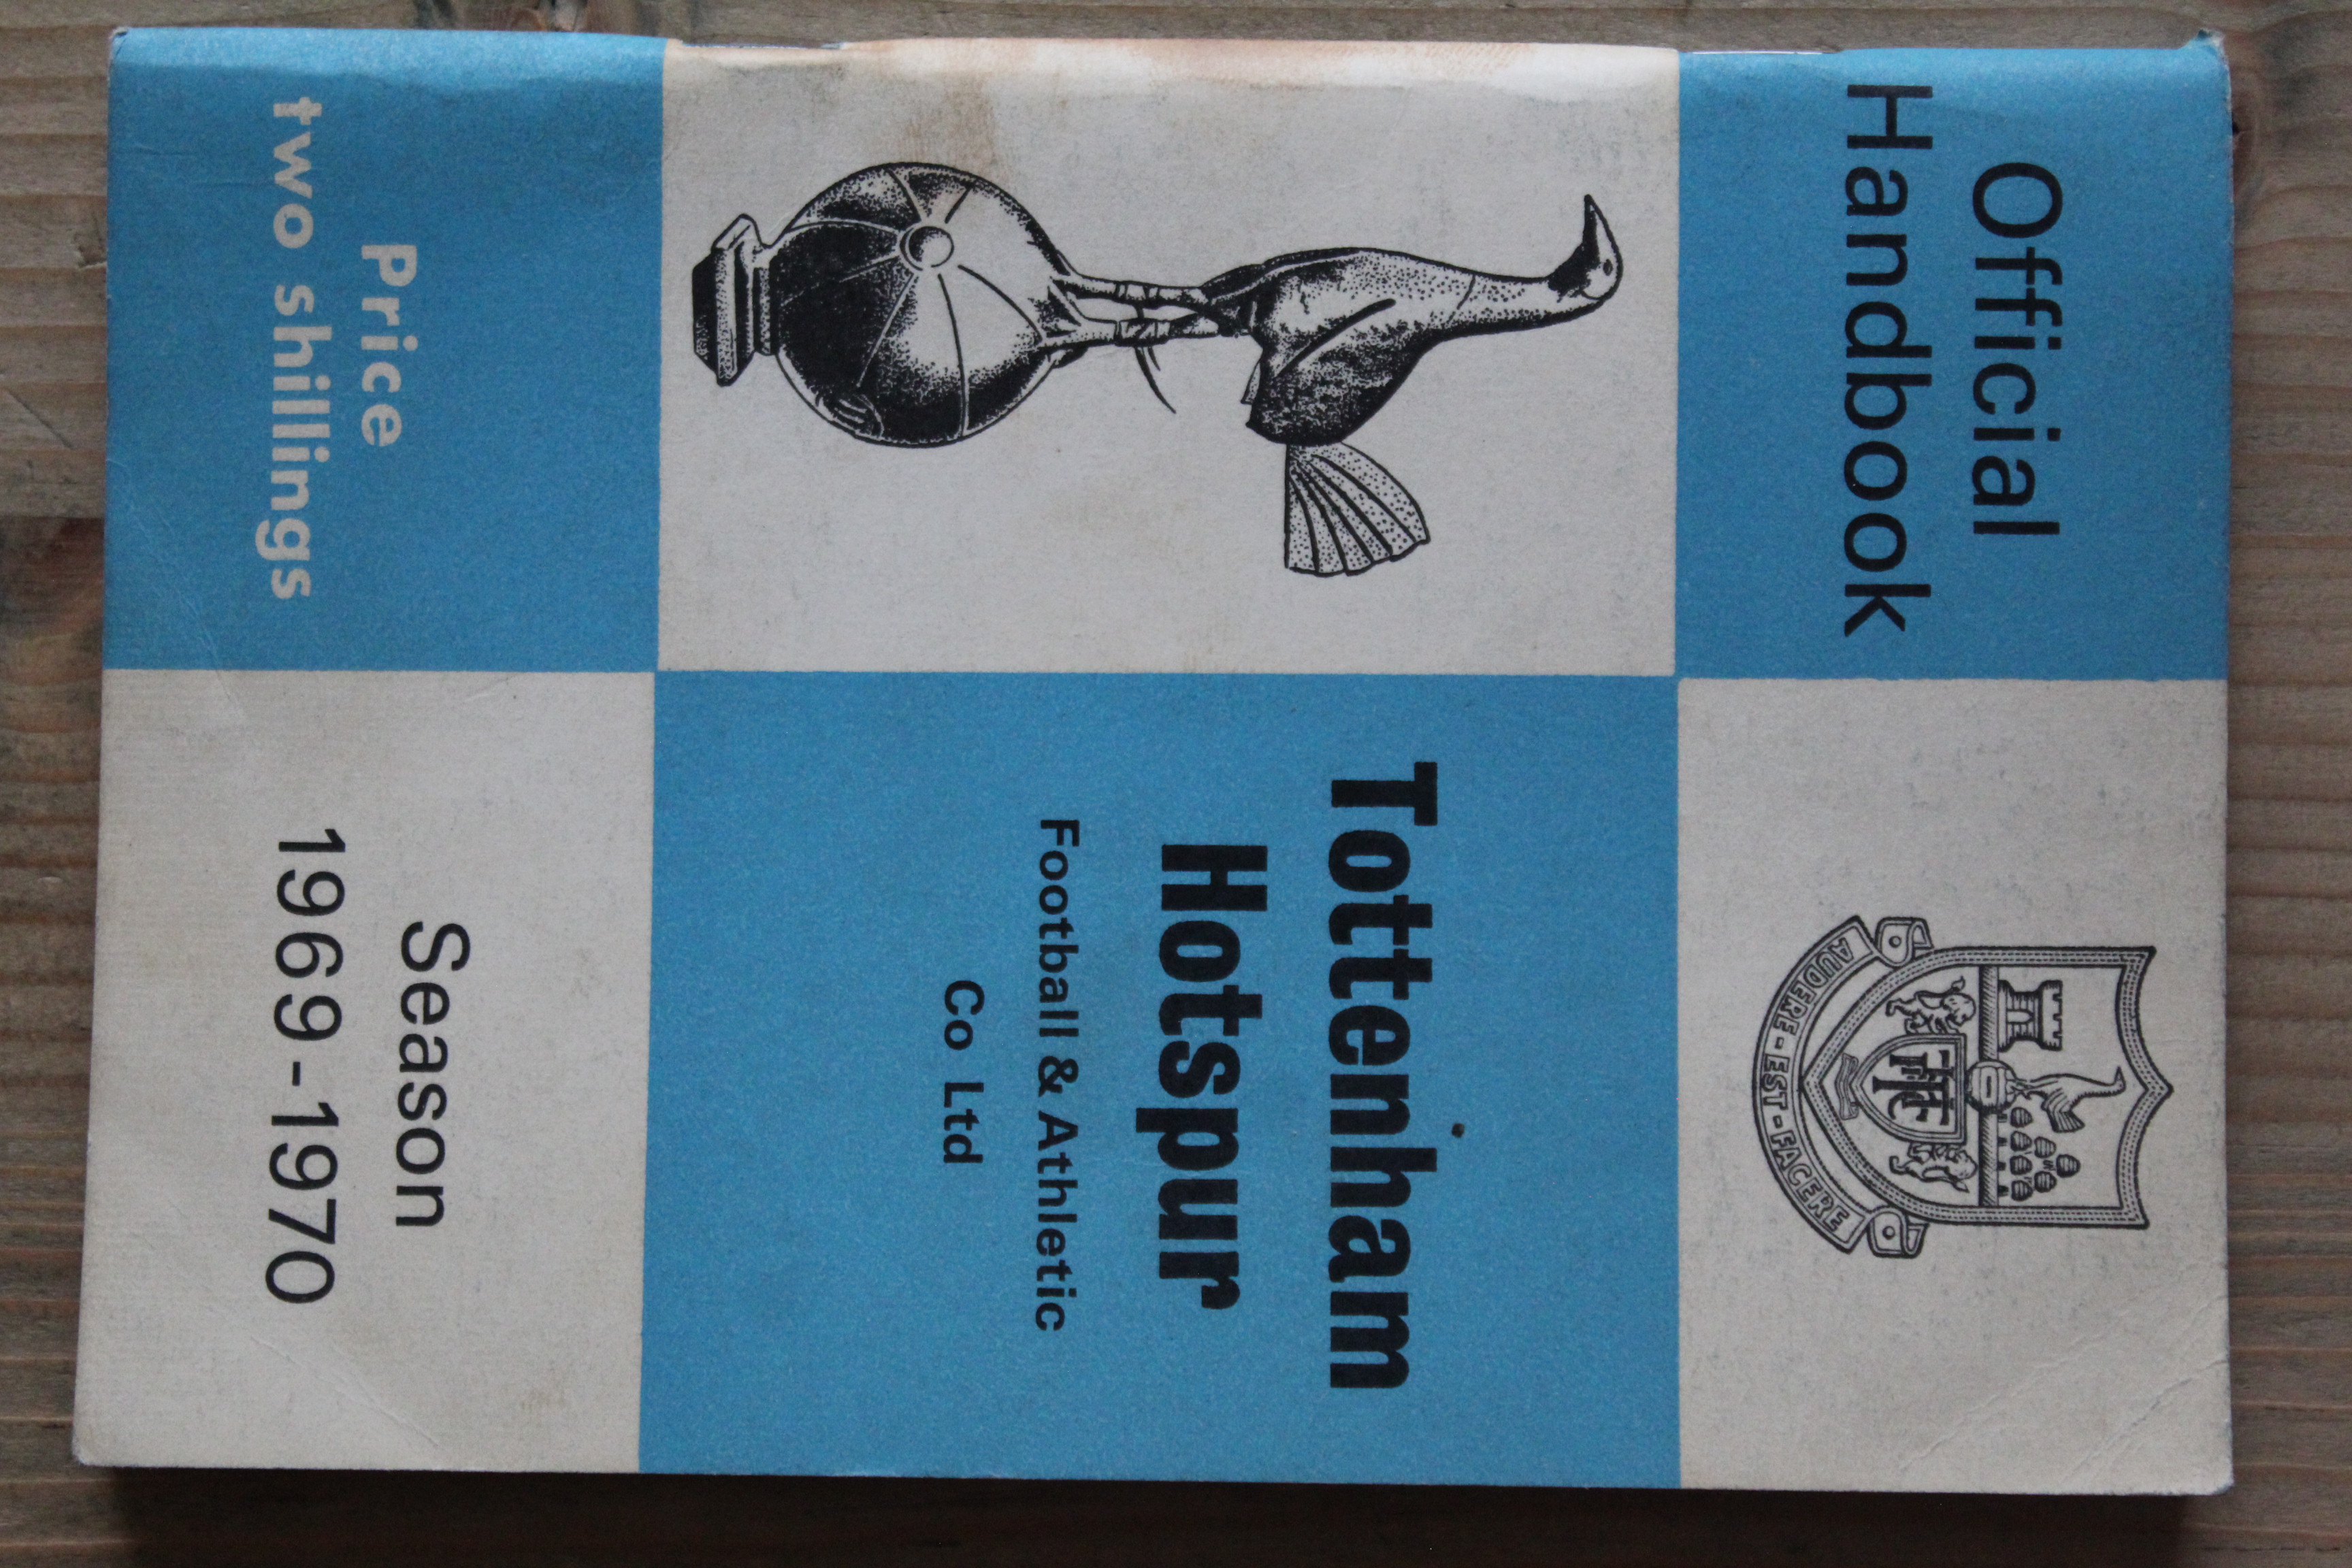 Official
Handbook
AUDERE-EST-FACERE
Tottenham
Hotspur
Football & Athletic
Co Ltd
Price
two shillings
Season
1969-1970